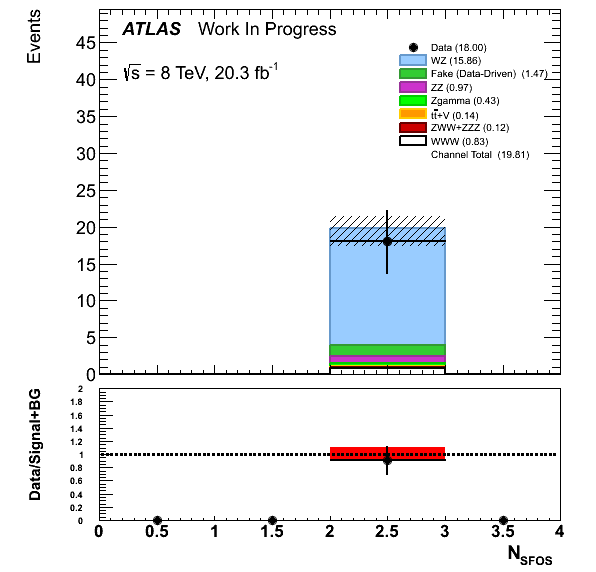 Events
ATLAS Work In Progress
√s = 8 TeV, 20.3 fb-1
Data (18.00)
WZ (15.86)
Fake (Data-Driven) (1.47)
ZZ (0.97)
Zgamma (0.43)
tt̄+V (0.14)
ZWW+ZZZ (0.12)
WWW (0.83)
Channel Total (19.81)
45
40
35
30
25
20
15
10
5
0
Data/Signal+BG
2
1.8
1.6
1.4
1.2
1
0.8
0.6
0.4
0.2
0
0 0.5 1 1.5 2 2.5 3 3.5 4
NSFOS